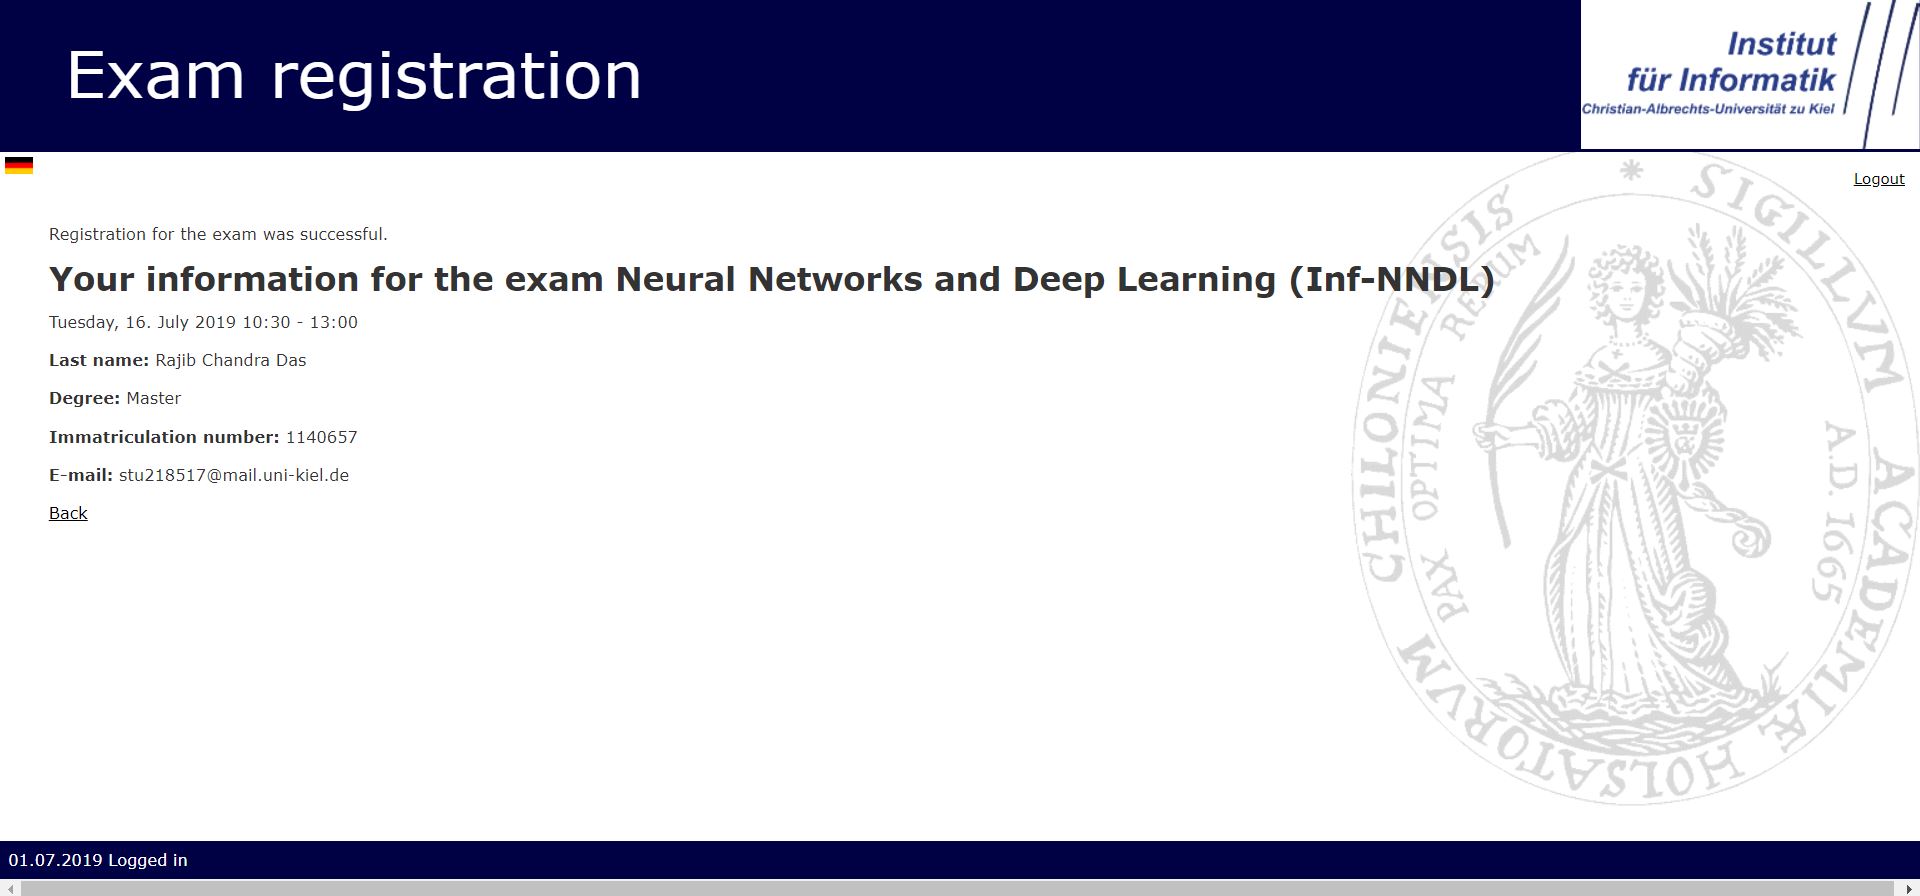 Exam registration
Institut
für Informatik
Christian-Albrechts-Universität zu Kiel
Logout
Registration for the exam was successful.
Your information for the exam Neural Networks and Deep Learning (Inf-NNDL)
Tuesday, 16. July 2019 10:30 - 13:00
Last name: Rajib Chandra Das
Degree: Master
Immatriculation number: 1140657
E-mail: stu218517@mail.uni-kiel.de
Back
SIGILLVM ACADEMIÆ HOLSATORVM CHILONIENSIS
PAX OPTIMA RERUM
A.D. 1665
01.07.2019 Logged in